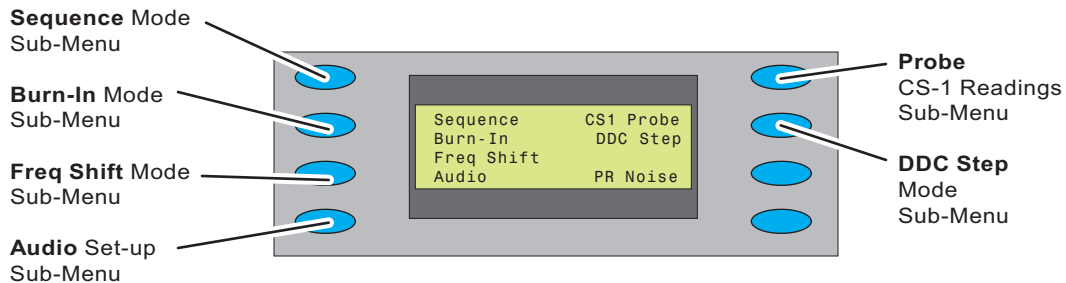 Sequence Mode
Sub-Menu
Burn-In Mode
Sub-Menu
Freq Shift Mode
Sub-Menu
Audio Set-up
Sub-Menu
Sequence CS1 Probe
Burn-In DDC Step
Freq Shift
Audio PR Noise
Probe
CS-1 Readings
Sub-Menu
DDC Step
Mode
Sub-Menu